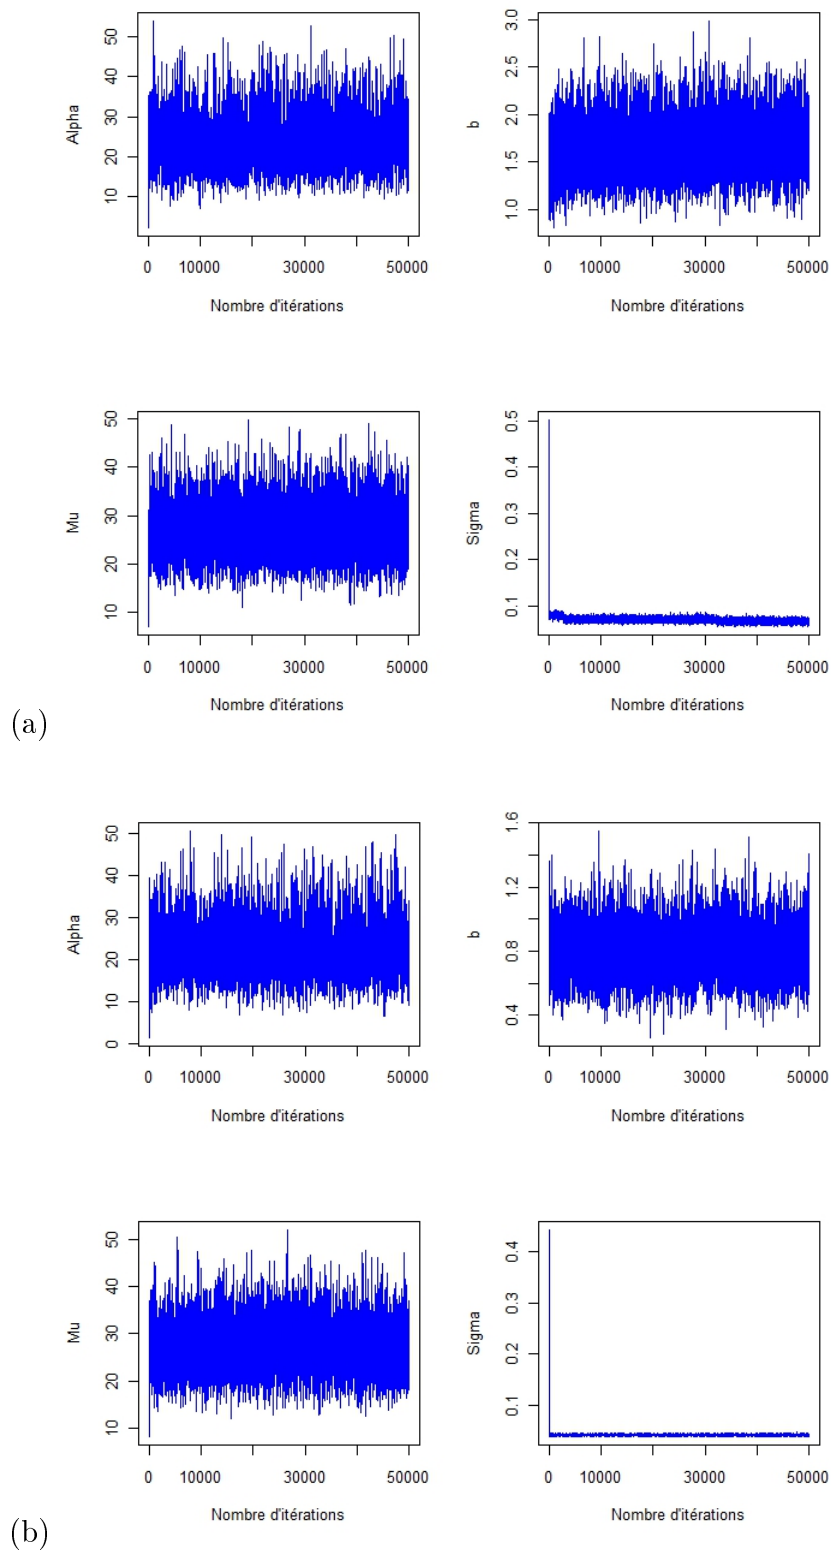 Alpha
10 20 30 40 50
0 10000 30000 50000
Nombre d'itérations
b
1.0 1.5 2.0 2.5 3.0
0 10000 30000 50000
Nombre d'itérations
Mu
10 20 30 40 50
0 10000 30000 50000
Nombre d'itérations
Sigma
0.1 0.2 0.3 0.4 0.5
0 10000 30000 50000
Nombre d'itérations
(a)
Alpha
0 10 20 30 40 50
0 10000 30000 50000
Nombre d'itérations
b
0.4 0.8 1.2 1.6
0 10000 30000 50000
Nombre d'itérations
Mu
10 20 30 40 50
0 10000 30000 50000
Nombre d'itérations
Sigma
0.1 0.2 0.3 0.4
0 10000 30000 50000
Nombre d'itérations
(b)